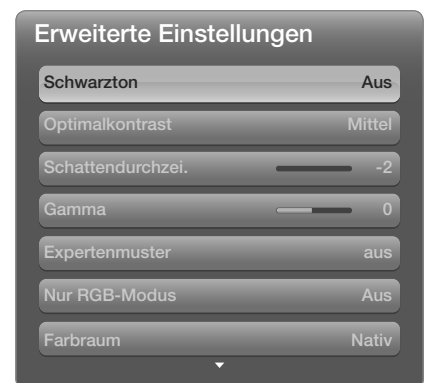 Erweiterte Einstellungen
Schwarzton Aus
Optimalkontrast Mittel
Schattendurchzei. -2
Gamma 0
Expertenmuster aus
Nur RGB-Modus Aus
Farbraum Nativ